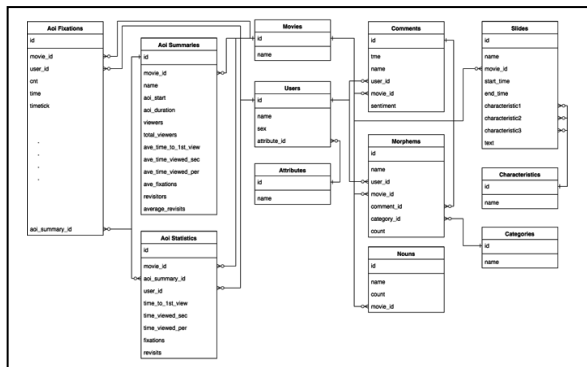 Aoi Fixations
id
movie_id
user_id
cnt
time
timetick
.
.
.
.
aoi_summary_id
Aoi Summaries
id
movie_id
name
aoi_start
aoi_duration
viewers
total_viewers
ave_time_to_1st_view
ave_time_viewed_sec
ave_time_viewed_per
ave_fixations
revisitors
average_revisits
Aoi Statistics
id
movie_id
aoi_summary_id
user_id
time_to_1st_view
time_viewed_sec
time_viewed_per
fixations
revisits
Movies
id
name
Users
id
name
sex
attribute_id
Attributes
id
name
Comments
id
tme
name
user_id
movie_id
sentiment
Morphems
id
name
user_id
movie_id
comment_id
category_id
count
Nouns
id
name
count
movie_id
Slides
id
name
movie_id
start_time
end_time
characteristic1
characteristic2
characteristic3
text
Characteristics
id
name
Categories
id
name